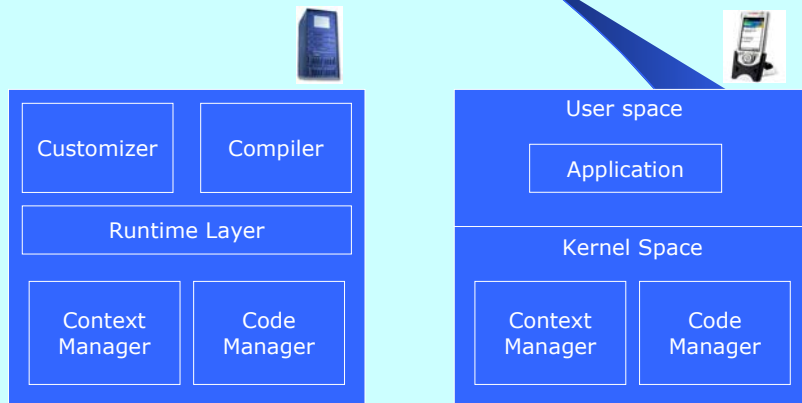 Customizer
Compiler
Runtime Layer
Context
Manager
Code
Manager
User space
Application
Kernel Space
Context
Manager
Code
Manager